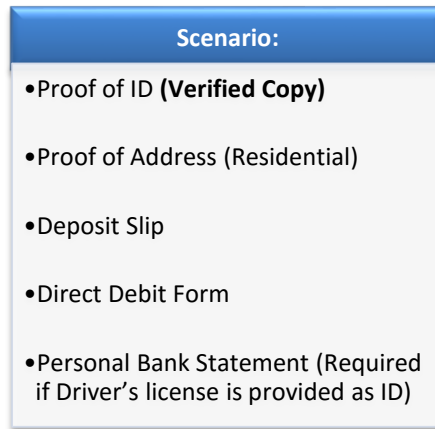 Scenario:
•Proof of ID (Verified Copy)
•Proof of Address (Residential)
•Deposit Slip
•Direct Debit Form
•Personal Bank Statement (Required
if Driver’s license is provided as ID)